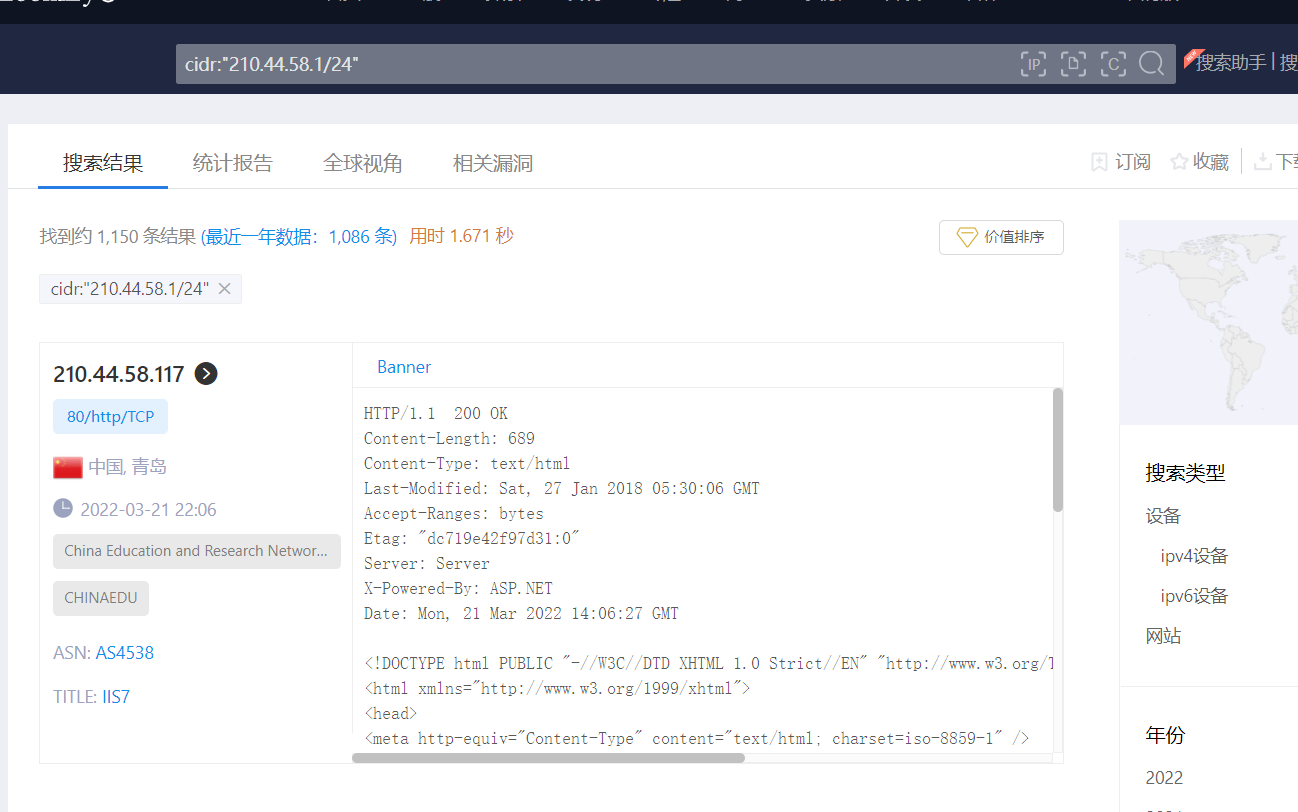 cidr:"210.44.58.1/24"
IP
C
搜索助手
搜索结果
统计报告
全球视角
相关漏洞
订阅
收藏
找到约 1,150 条结果 (最近一年数据: 1,086 条) 用时 1.671 秒
价值排序
cidr:"210.44.58.1/24"
210.44.58.117
80/http/TCP
中国, 青岛
2022-03-21 22:06
China Education and Research Networ...
CHINAEDU
ASN: AS4538
TITLE: IIS7
Banner
HTTP/1.1  200 OK
Content-Length: 689
Content-Type: text/html
Last-Modified: Sat, 27 Jan 2018 05:30:06 GMT
Accept-Ranges: bytes
Etag: "dc719e42f97d31:0"
Server: Server
X-Powered-By: ASP.NET
Date: Mon, 21 Mar 2022 14:06:27 GMT
<!DOCTYPE html PUBLIC "-//W3C//DTD XHTML 1.0 Strict//EN" "http://www.w3.org/
<html xmlns="http://www.w3.org/1999/xhtml">
<head>
<meta http-equiv="Content-Type" content="text/html; charset=iso-8859-1" />
搜索类型
设备
ipv4设备
ipv6设备
网站
年份
2022